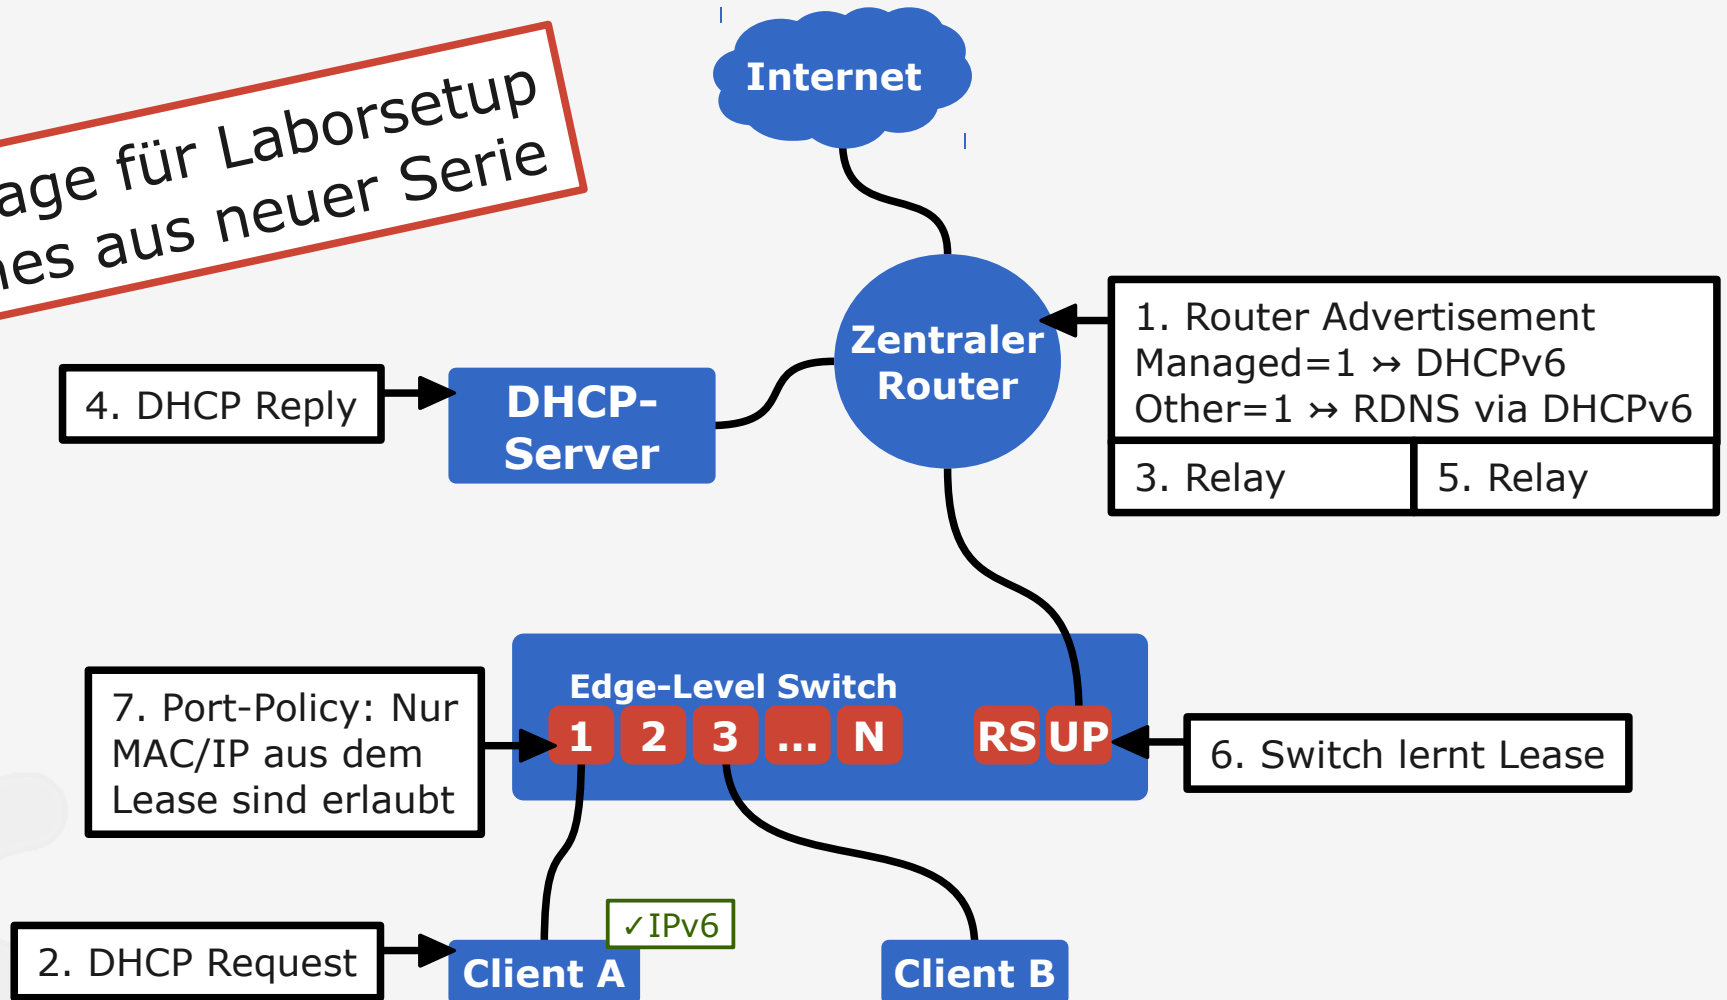 Internet
für Laborsetup
aus neuer Serie
Zentraler
Router
1. Router Advertisement
Managed=1 ↣ DHCPv6
Other=1 ↣ RDNS via DHCPv6
3. Relay
5. Relay
4. DHCP Reply
DHCP-
Server
Edge-Level Switch
1
2
3
...
N
RS
UP
7. Port-Policy: Nur
MAC/IP aus dem
Lease sind erlaubt
6. Switch lernt Lease
✓IPv6
2. DHCP Request
Client A
Client B